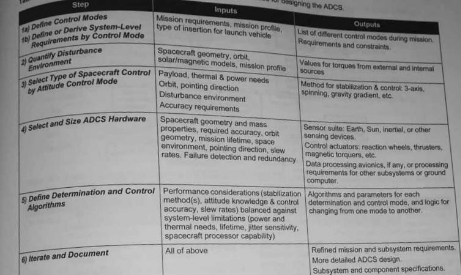 for designing the ADCS.
Step
Inputs
Outputs
1a) Define Control Modes
1b) Define or Derive System-Level
Requirements by Control Mode
Mission requirements, mission profile,
type of insertion for launch vehicle
List of different control modes during mission.
Requirements and constraints.
2) Quantify Disturbance
Environment
Spacecraft geometry, orbit,
solar/magnetic models, mission profile
Values for torques from external and internal
sources
3) Select Type of Spacecraft Control
by Attitude Control Mode
Payload, thermal & power needs
Orbit, pointing direction
Disturbance environment
Accuracy requirements
Method for stabilization & control: 3-axis,
spinning, gravity gradient, etc.
4) Select and Size ADCS Hardware
Spacecraft geometry and mass
properties, required accuracy, orbit
geometry, mission lifetime, space
environment, pointing direction, slew
rates. Failure detection and redundancy
Sensor suite: Earth, Sun, inertial, or other
sensing devices.
Control actuators: reaction wheels, thrusters,
magnetic torquers, etc.
Data processing avionics, if any, or processing
requirements for other subsystems or ground
computer.
5) Define Determination and Control
Algorithms
Performance considerations (stabilization
method(s), attitude knowledge & control
accuracy, slew rates) balanced against
system-level limitations (power and
thermal needs, lifetime, jitter sensitivity,
spacecraft processor capability)
Algorithms and parameters for each
determination and control mode, and logic for
changing from one mode to another.
6) Iterate and Document
All of above
Refined mission and subsystem requirements.
More detailed ADCS design.
Subsystem and component specifications.